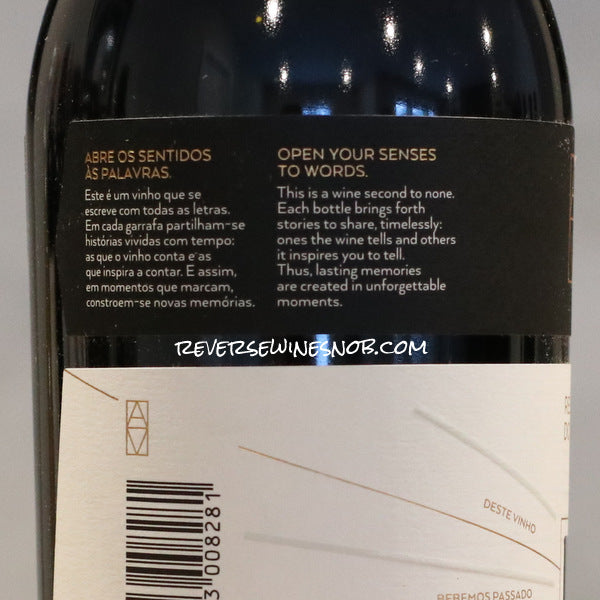 ABRE OS SENTIDOS
ÀS PALAVRAS.
Este é um vinho que se
escreve com todas as letras.
Em cada garrafa partilham-se
histórias vividas com tempo:
as que o vinho conta e as
que inspira a contar. E assim,
em momentos que marcam,
constroem-se novas memórias.
OPEN YOUR SENSES
TO WORDS.
This is a wine second to none.
Each bottle brings forth
stories to share, timelessly:
ones the wine tells and others
it inspires you to tell.
Thus, lasting memories
are created in unforgettable
moments.
REVERSEWINESNOB.COM
AV
3 008281
DESTE VINHO
BEBEMOS PASSADO